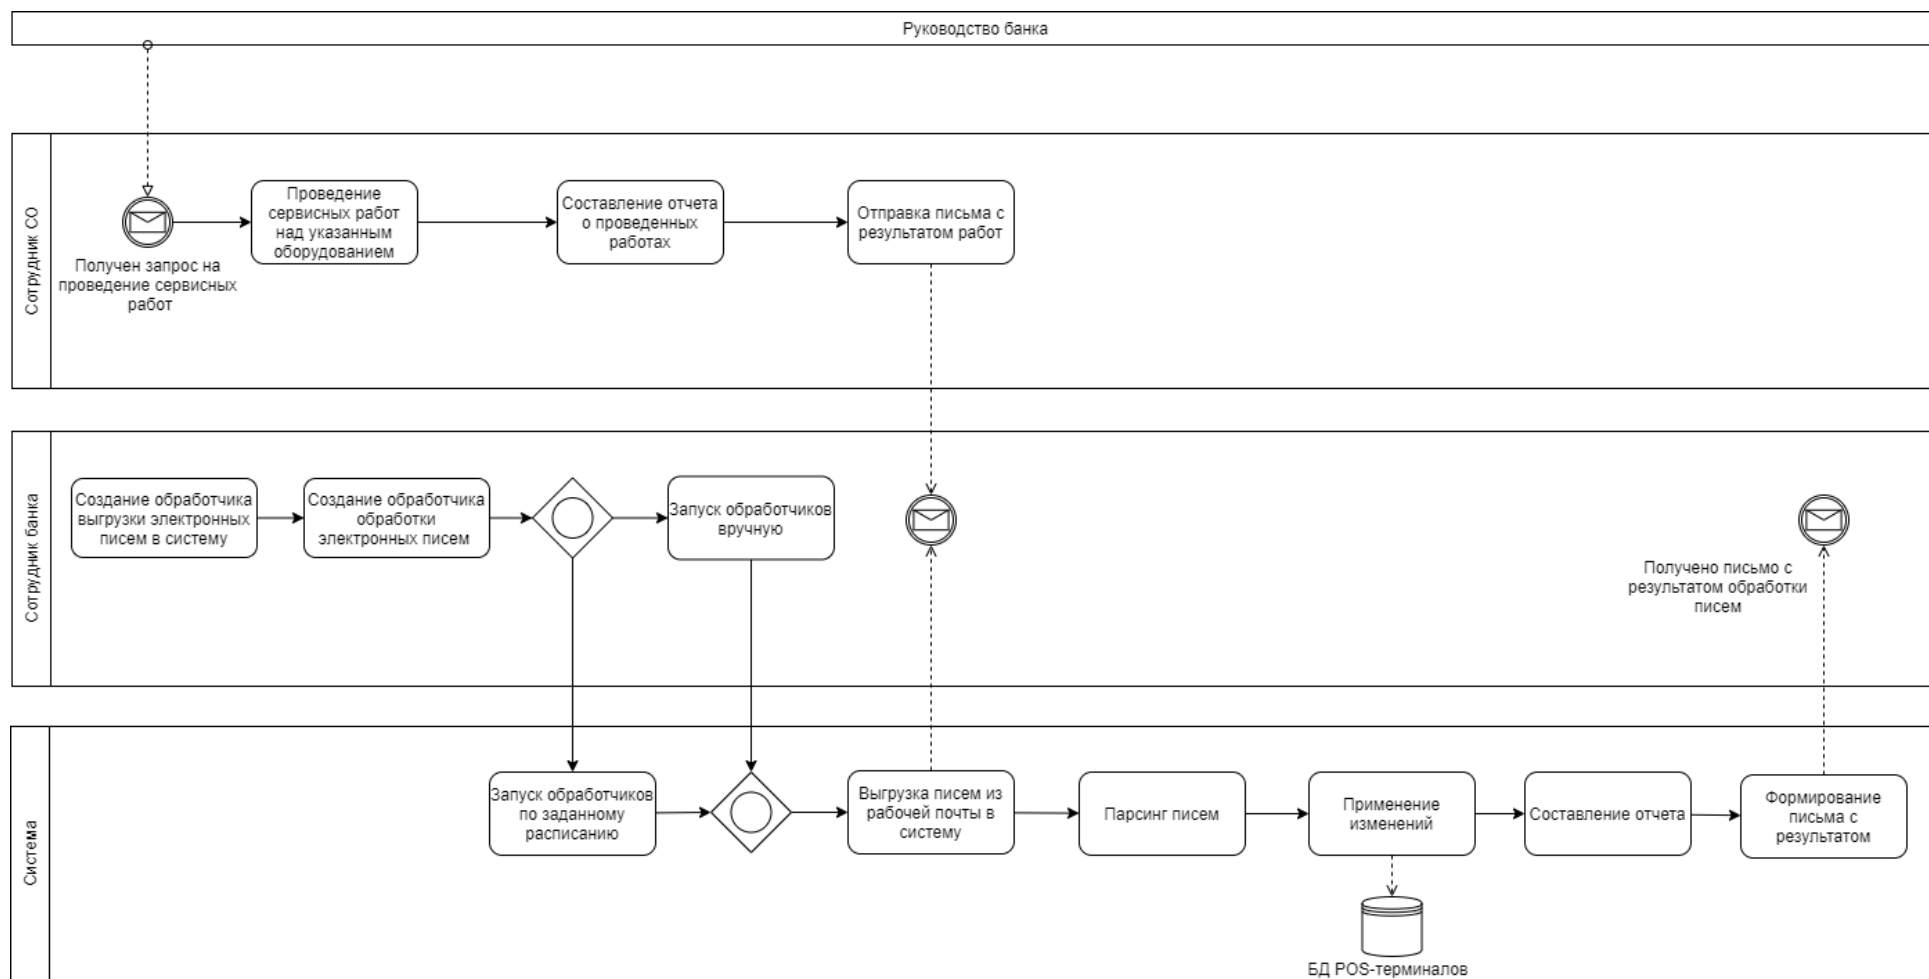 Руководство банка
Сотрудник СО
Получен запрос на
проведение сервисных
работ
Проведение
сервисных работ
над указанным
оборудованием
Составление отчета
о проведенных
работах
Отправка письма с
результатом работ
Сотрудник банка
Создание обработчика
выгрузки электронных
писем в систему
Создание обработчика
обработки
электронных писем
Запуск обработчиков
вручную
Получено письмо с
результатом обработки
писем
Система
Запуск обработчиков
по заданному
расписанию
Выгрузка писем из
рабочей почты в
систему
Парсинг писем
Применение
изменений
Составление отчета
Формирование
письма с
результатом
БД POS-терминалов